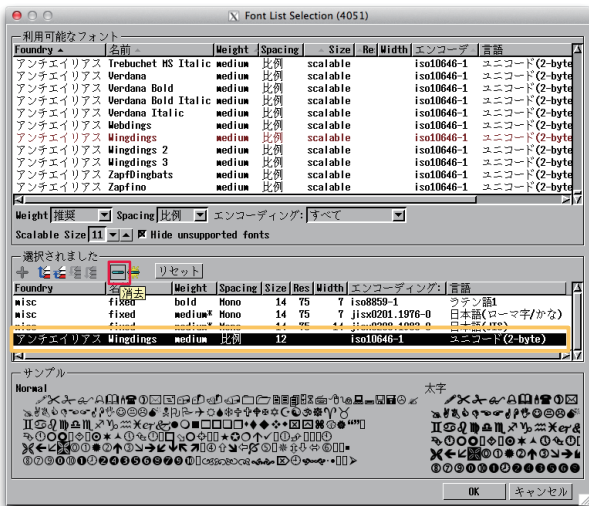 Font List Selection (4051)
利用可能なフォント
Foundry 名前 Weight Spacing Size Re Width エンコーデ 言語
アンチエイリアス Trebuchet MS Italic medium 比例 scalable iso10646-1 ユニコード(2-byte
アンチエイリアス Verdana medium 比例 scalable iso10646-1 ユニコード(2-byte
アンチエイリアス Verdana Bold medium 比例 scalable iso10646-1 ユニコード(2-byte
アンチエイリアス Verdana Bold Italic medium 比例 scalable iso10646-1 ユニコード(2-byte
アンチエイリアス Verdana Italic medium 比例 scalable iso10646-1 ユニコード(2-byte
アンチエイリアス Webdings medium 比例 scalable iso10646-1 ユニコード(2-byte
アンチエイリアス Wingdings medium 比例 scalable iso10646-1 ユニコード(2-byte
アンチエイリアス Wingdings 2 medium 比例 scalable iso10646-1 ユニコード(2-byte
アンチエイリアス Wingdings 3 medium 比例 scalable iso10646-1 ユニコード(2-byte
アンチエイリアス ZapfDingbats medium 比例 scalable iso10646-1 ユニコード(2-byte
アンチエイリアス Zapfino medium 比例 scalable iso10646-1 ユニコード(2-byte
Weight 推奨 Spacing 比例 エンコーディング: すべて
Scalable Size 11 Hide unsupported fonts
選択されました
リセット
消去
Foundry 名 Weight Spacing Size Res Width エンコーディング: 言語
misc fixed bold Mono 14 75 7 iso8859-1 ラテン語1
misc fixed medium* Mono 14 75 7 jisx0201.1976-0 日本語(ローマ字/かな)
misc fixed medium* Mono 14 75 14 jisx0208.1983-0 日本語(JIS)
アンチエイリアス Wingdings medium 比例 12 iso10646-1 ユニコード(2-byte)
サンプル
Normal 太字
OK キャンセル